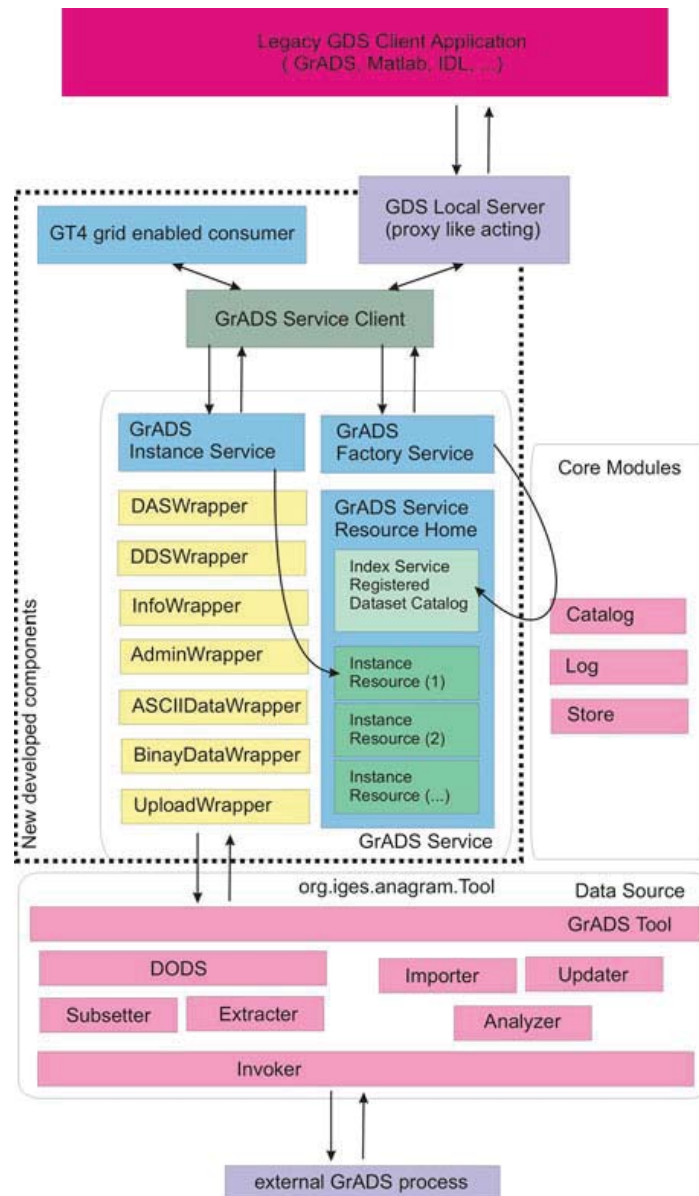 Legacy GDS Client Application
( GrADS, Matlab, IDL, ...)
GDS Local Server
(proxy like acting)
GT4 grid enabled consumer
GrADS Service Client
GrADS
Instance Service
GrADS
Factory Service
Core Modules
DASWrapper
DDSWrapper
InfoWrapper
AdminWrapper
ASCIIDataWrapper
BinayDataWrapper
UploadWrapper
GrADS Service
Resource Home
Index Service
Registered
Dataset Catalog
Instance
Resource (1)
Instance
Resource (2)
Instance
Resource (...)
GrADS Service
Catalog
Log
Store
New developed components
org.iges.anagram.Tool
Data Source
GrADS Tool
DODS
Importer
Updater
Subsetter
Extracter
Analyzer
Invoker
external GrADS process